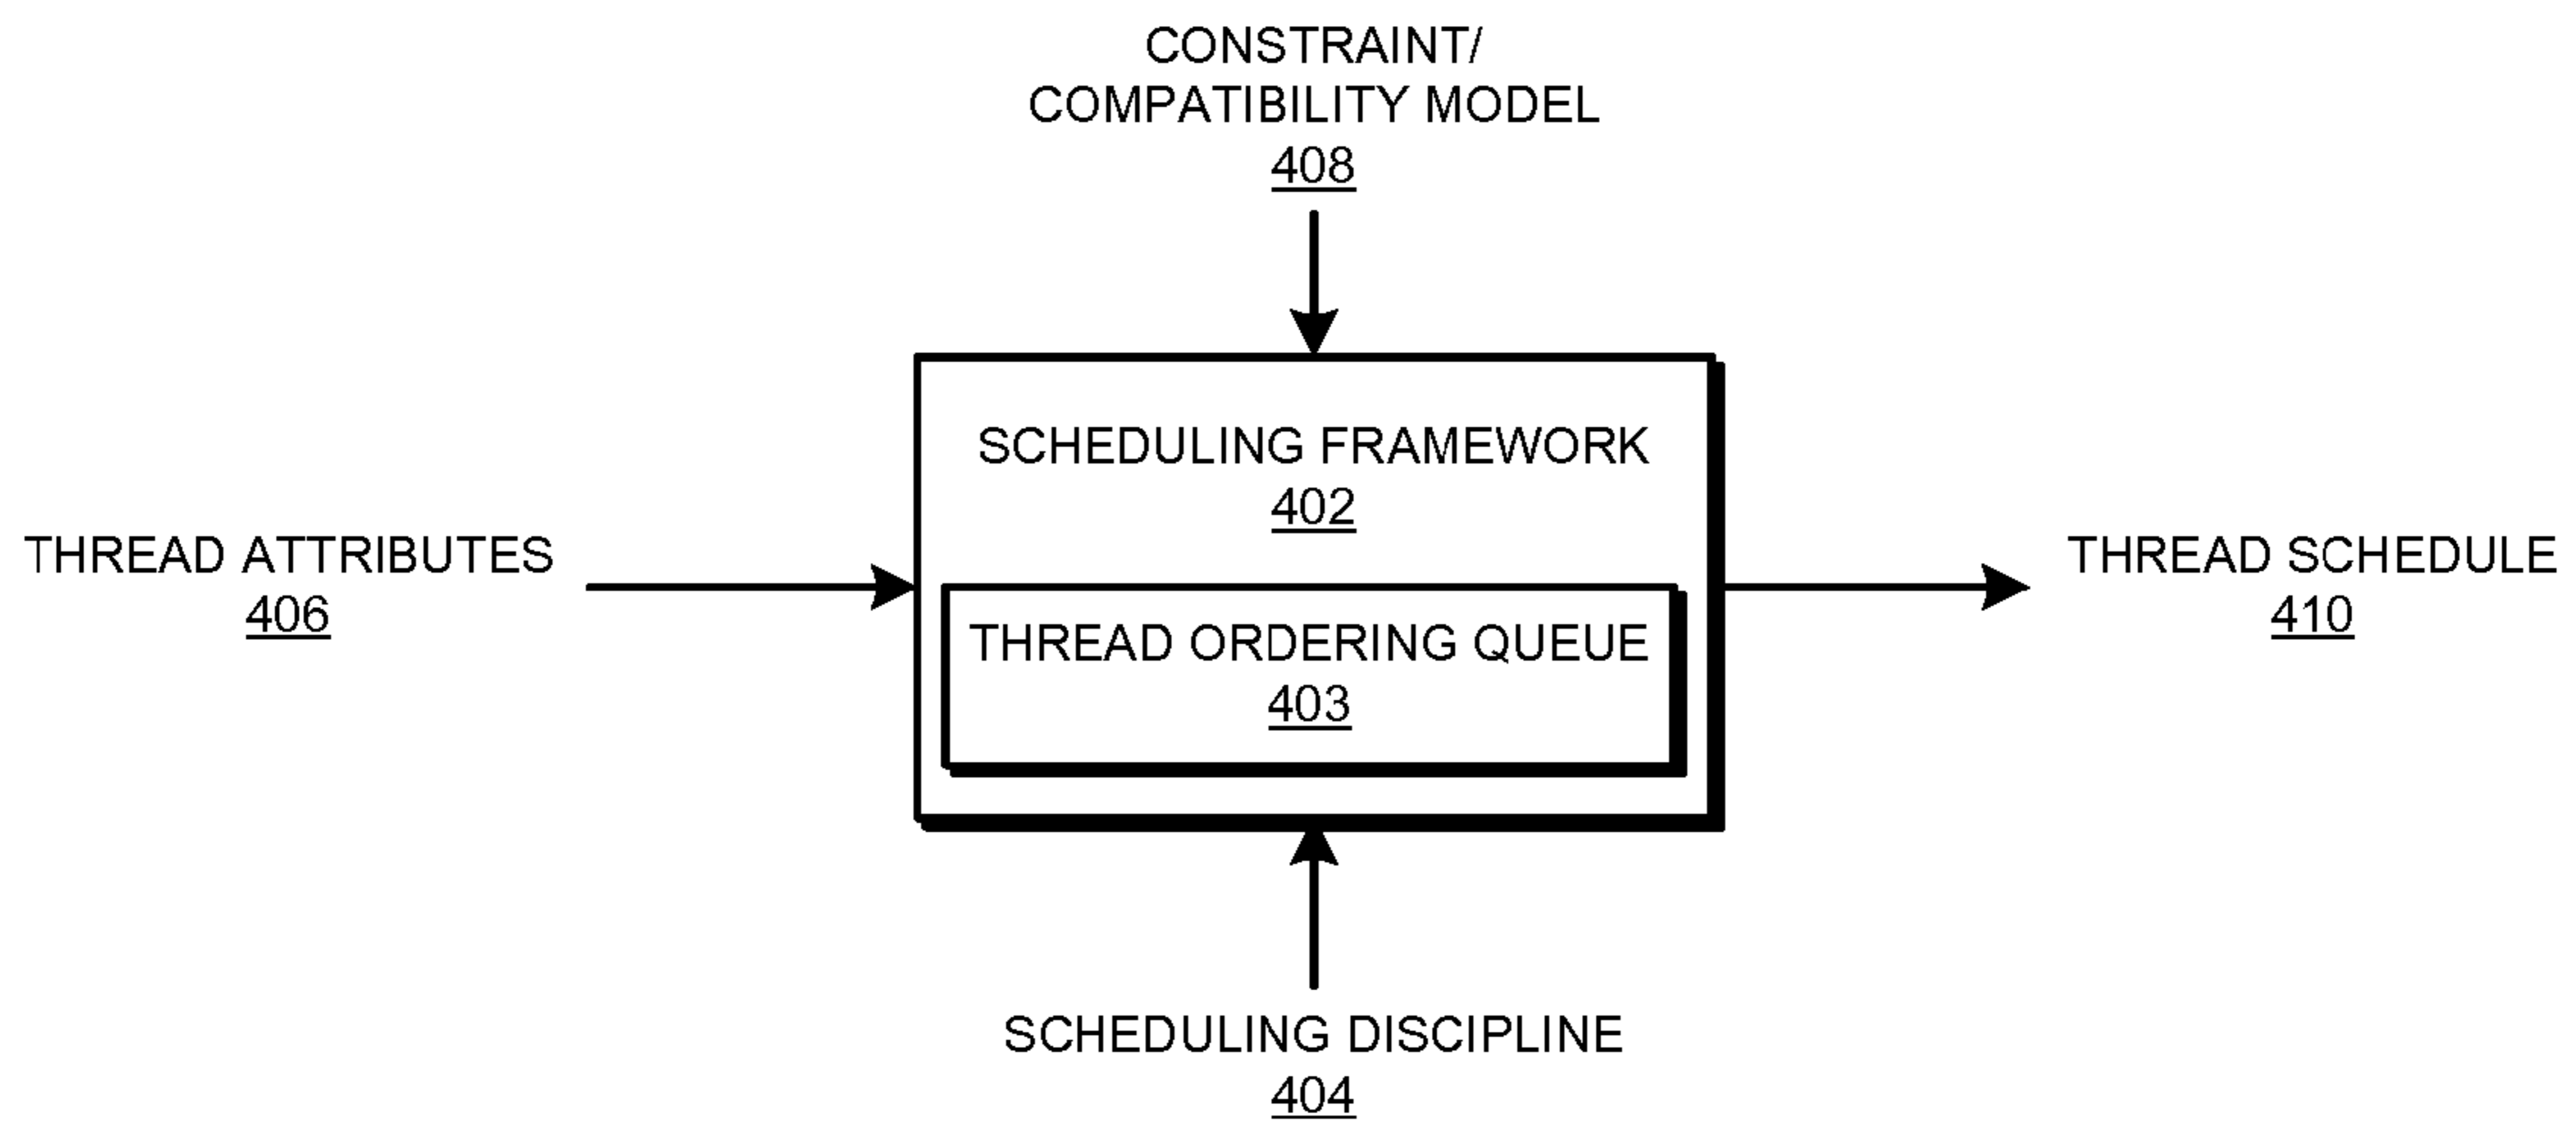 CONSTRAINT/
COMPATIBILITY MODEL
408
SCHEDULING FRAMEWORK
402
THREAD ATTRIBUTES
406
THREAD ORDERING QUEUE
403
THREAD SCHEDULE
410
SCHEDULING DISCIPLINE
404